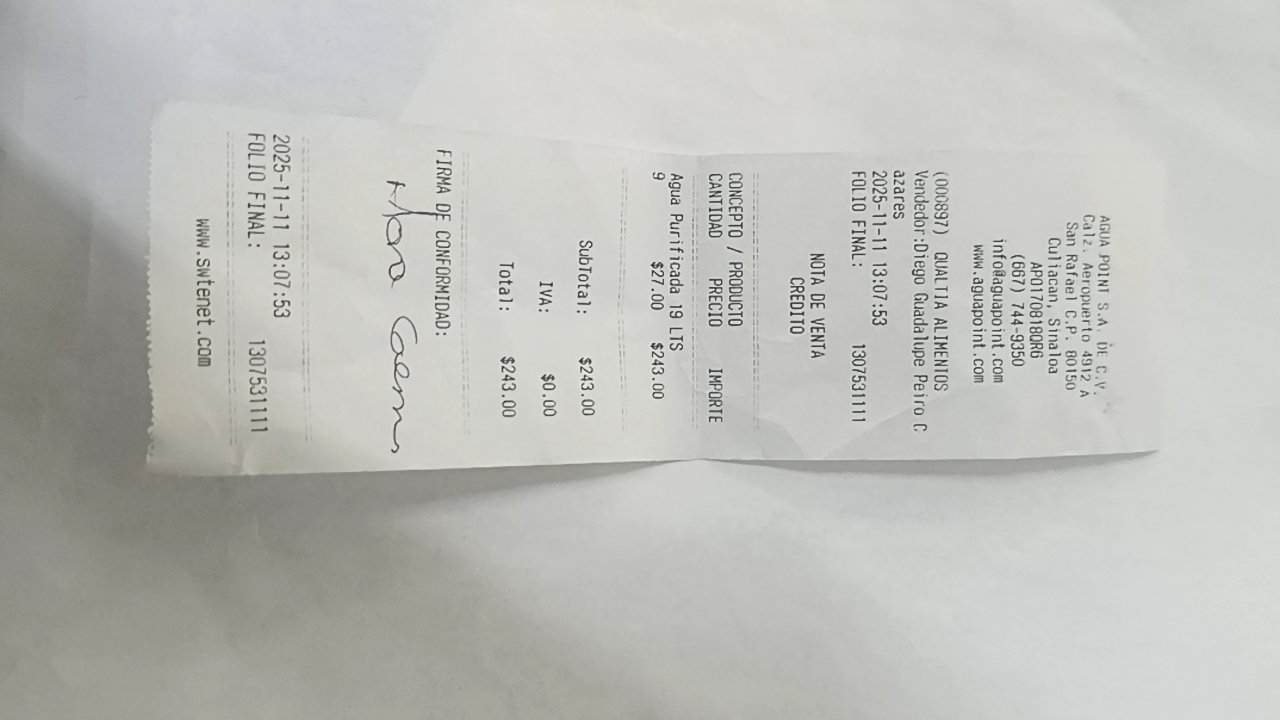 AGUA POINT S.A. DE C.V.
Calz. Aeropuerto 4912 A
San Rafael C.P. 80150
Culiacan, Sinaloa
APO170818QR6
(667) 744-9350
info@aguapoint.com
www.aguapoint.com
(000897) QUALTIA ALIMENTOS
Vendedor:Diego Guadalupe Peiro C
azares
2025-11-11 13:07:53
FOLIO FINAL: 1307531111
NOTA DE VENTA
CREDITO
CONCEPTO / PRODUCTO
CANTIDAD PRECIO IMPORTE
Agua Purificada 19 LTS
9 $27.00 $243.00
SubTotal: $243.00
IVA: $0.00
Total: $243.00
FIRMA DE CONFORMIDAD:
2025-11-11 13:07:53
FOLIO FINAL: 1307531111
www.swtenet.com